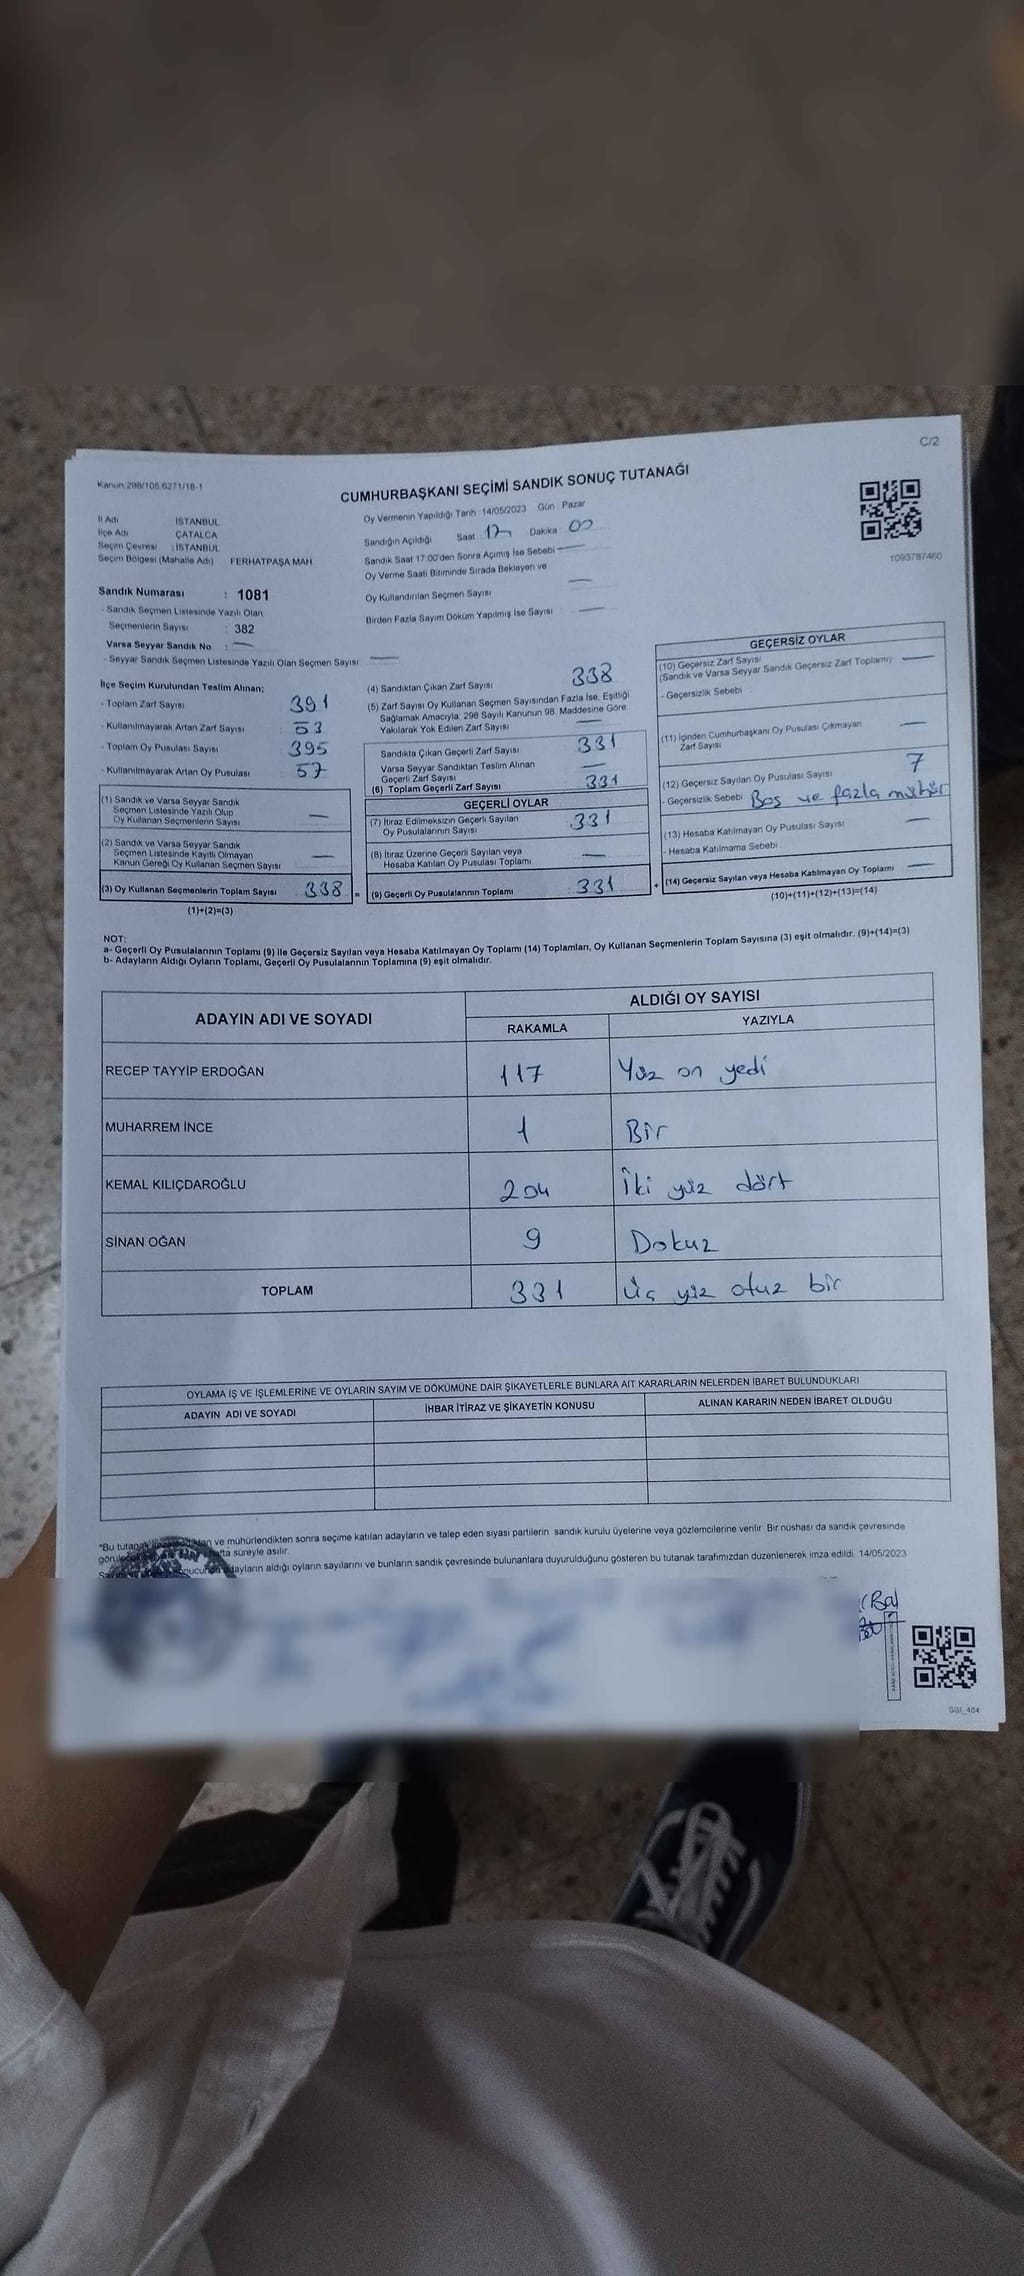 C/2
Kanun:298/105,6271/18-1
CUMHURBAŞKANI SEÇİMİ SANDIK SONUÇ TUTANAĞI
İl Adı İSTANBUL
İlçe Adı ÇATALCA
Seçim Çevresi : İSTANBUL
Seçim Bölgesi (Mahalle Adı) FERHATPAŞA MAH
Sandık Numarası : 1081
- Sandık Seçmen Listesinde Yazılı Olan
Seçmenlerin Sayısı : 382
Varsa Seyyar Sandık No : —
- Seyyar Sandık Seçmen Listesinde Yazılı Olan Seçmen Sayısı —
Oy Vermenin Yapıldığı Tarih 14/05/2023 Gün Pazar
Sandığın Açıldığı Saat 17 Dakika 00
Sandık Saat 17:00'den Sonra Açımış İse Sebebi —
Oy Verme Saati Bitiminde Sırada Bekleyen ve
Oy Kullandırılan Seçmen Sayısı —
Birden Fazla Sayım Döküm Yapılmış İse Sayısı —
1093787460
İlçe Seçim Kurulundan Teslim Alınan;
- Toplam Zarf Sayısı : 391
- Kullanılmayarak Artan Zarf Sayısı : 53
- Toplam Oy Pusulası Sayısı : 395
- Kullanılmayarak Artan Oy Pusulası : 57
(1) Sandık ve Varsa Seyyar Sandık
Seçmen Listesinde Yazılı Olup
Oy Kullanan Seçmenlerin Sayısı —
(2) Sandık ve Varsa Seyyar Sandık
Seçmen Listesinde Kayıtlı Olmayan
Kanun Gereği Oy Kullanan Seçmen Sayısı —
(3) Oy Kullanan Seçmenlerin Toplam Sayısı : 338 =
(1)+(2)=(3)
(4) Sandıktan Çıkan Zarf Sayısı : 338
(5) Zarf Sayısı Oy Kullanan Seçmen Sayısından Fazla İse, Eşitliği
Sağlamak Amacıyla, 298 Sayılı Kanunun 98. Maddesine Göre
Yakılarak Yok Edilen Zarf Sayısı —
Sandıkta Çıkan Geçerli Zarf Sayısı : 331
Varsa Seyyar Sandıktan Teslim Alınan
Geçerli Zarf Sayısı —
(6) Toplam Geçerli Zarf Sayısı : 331
GEÇERLİ OYLAR
(7) İtiraz Edilmeksizin Geçerli Sayılan
Oy Pusulalarının Sayısı : 331
(8) İtiraz Üzerine Geçerli Sayılan veya
Hesaba Katılan Oy Pusulası Toplamı —
(9) Geçerli Oy Pusulalarının Toplamı : 331 +
GEÇERSİZ OYLAR
(10) Geçersiz Zarf Sayısı
(Sandık ve Varsa Seyyar Sandık Geçersiz Zarf Toplamı) —
- Geçersizlik Sebebi
(11) İçinden Cumhurbaşkanı Oy Pusulası Çıkmayan
Zarf Sayısı —
(12) Geçersiz Sayılan Oy Pusulası Sayısı 7
- Geçersizlik Sebebi Boş ve fazla mühür
(13) Hesaba Katılmayan Oy Pusulası Sayısı —
- Hesaba Katılmama Sebebi
(14) Geçersiz Sayılan veya Hesaba Katılmayan Oy Toplamı —
(10)+(11)+(12)+(13)=(14)
NOT:
a- Geçerli Oy Pusulalarının Toplamı (9) ile Geçersiz Sayılan veya Hesaba Katılmayan Oy Toplamı (14) Toplamları, Oy Kullanan Seçmenlerin Toplam Sayısına (3) eşit olmalıdır. (9)+(14)=(3)
b- Adayların Aldığı Oyların Toplamı, Geçerli Oy Pusulalarının Toplamına (9) eşit olmalıdır.
ADAYIN ADI VE SOYADI ALDIĞI OY SAYISI
RAKAMLA YAZIYLA
RECEP TAYYİP ERDOĞAN 117 Yüz on yedi
MUHARREM İNCE 1 Bir
KEMAL KILIÇDAROĞLU 204 İki yüz dört
SİNAN OĞAN 9 Dokuz
TOPLAM 331 Üç yüz otuz bir
OYLAMA İŞ VE İŞLEMLERİNE VE OYLARIN SAYIM VE DÖKÜMÜNE DAİR ŞİKAYETLERLE BUNLARA AİT KARARLARIN NELERDEN İBARET BULUNDUKLARI
ADAYIN ADI VE SOYADI İHBAR İTİRAZ VE ŞİKAYETİN KONUSU ALINAN KARARIN NEDEN İBARET OLDUĞU
*Bu tutanak ve mühürlendikten sonra seçime katılan adayların ve talep eden siyasi partilerin sandık kurulu üyelerine veya gözlemcilerine verilir. Bir nüshası da sandık çevresinde
hafta süreyle asılır.
adayların aldığı oyların sayılarını ve bunların sandık çevresinde bulunanlara duyurulduğunu gösteren bu tutanak tarafımızdan düzenlenerek imza edildi. 14/05/2023
SGI_404